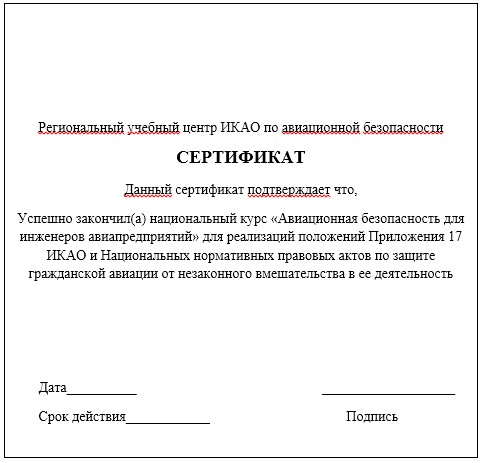 Региональный учебный центр ИКАО по авиационной безопасности
СЕРТИФИКАТ
Данный сертификат подтверждает что,
Успешно закончил(а) национальный курс «Авиационная безопасность для
инженеров авиапредприятий» для реализаций положений Приложения 17
ИКАО и Национальных нормативных правовых актов по защите
гражданской авиации от незаконного вмешательства в ее деятельность
Дата__________ ___________________
Срок действия____________ Подпись